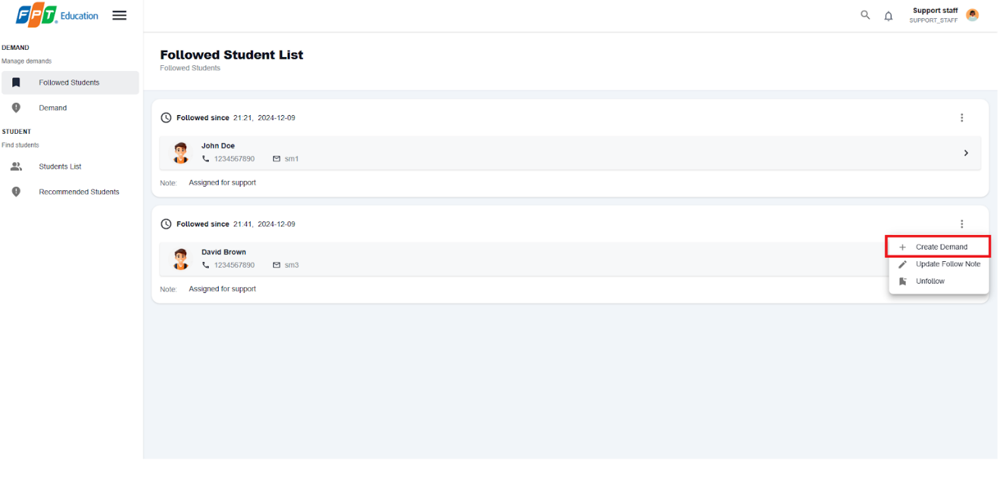 FPT Education
DEMAND
Manage demands
Followed Students
Demand
STUDENT
Find students
Students List
Recommended Students
Support staff
SUPPORT_STAFF
Followed Student List
Followed Students
Followed since 21:21, 2024-12-09
John Doe
1234567890 sm1
Note: Assigned for support
Followed since 21:41, 2024-12-09
David Brown
1234567890 sm3
Note: Assigned for support
Create Demand
Update Follow Note
Unfollow